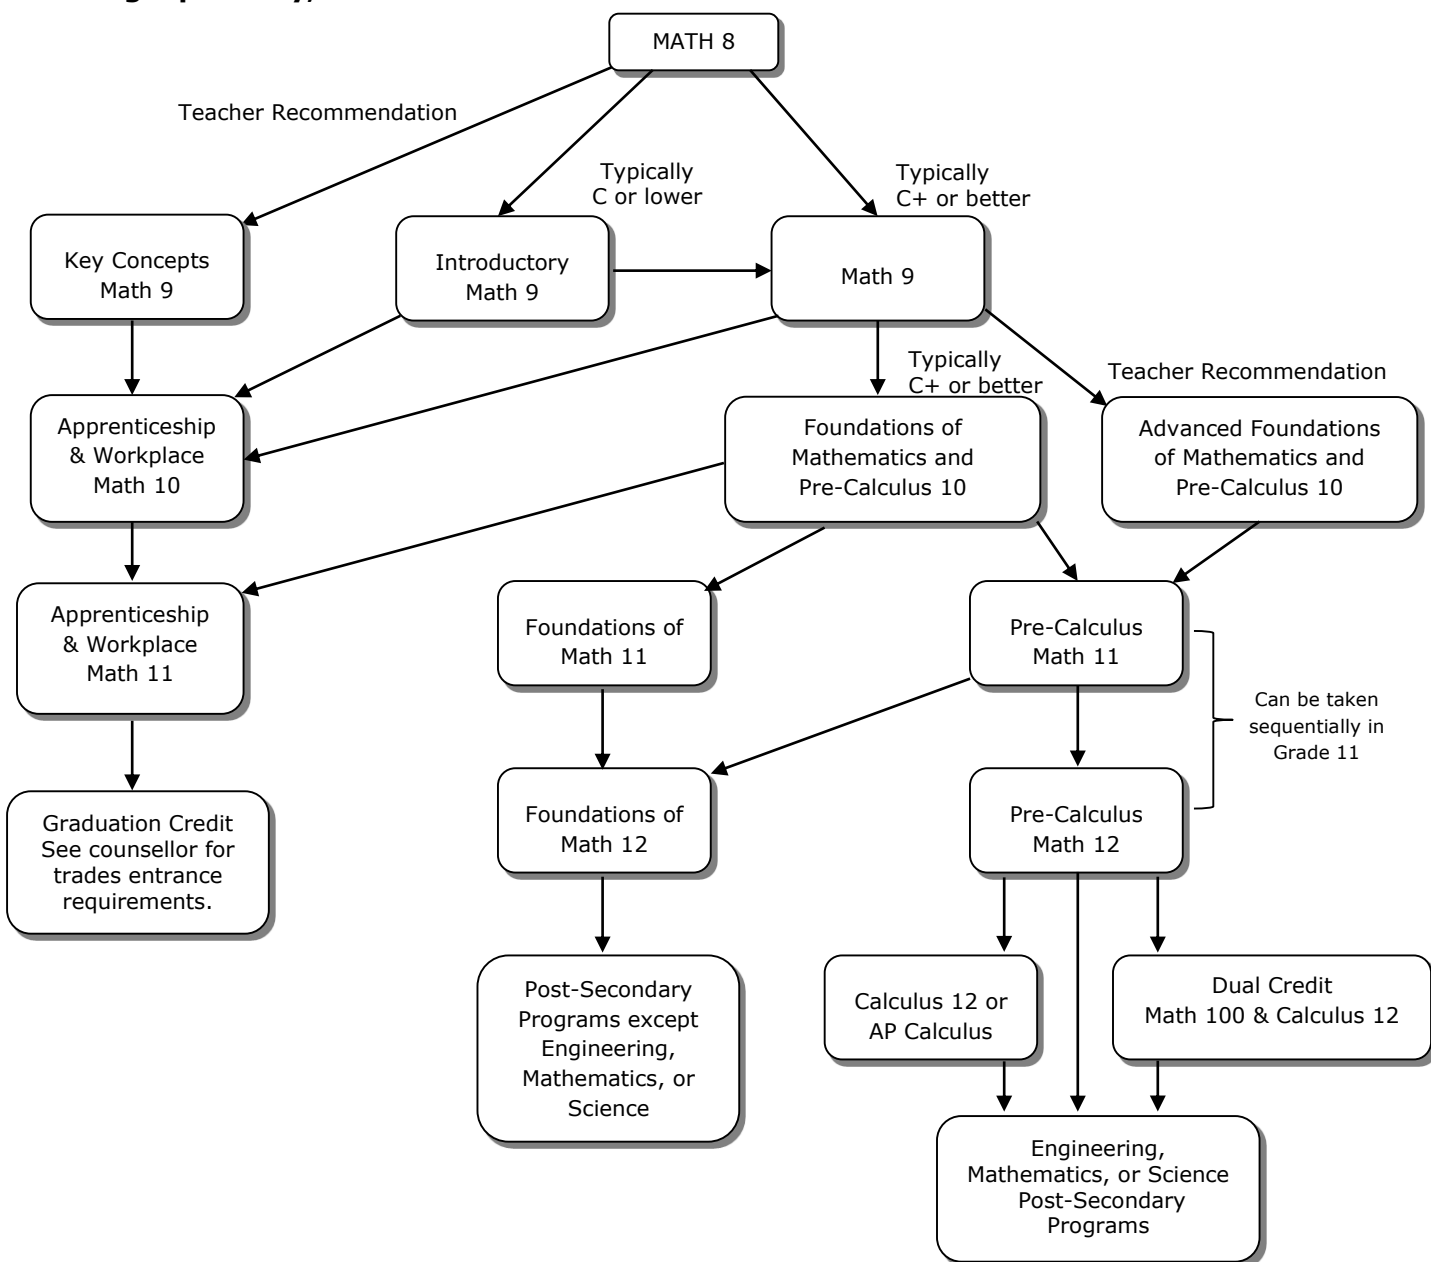 MATH 8
Teacher Recommendation
Typically
C or lower
Typically
C+ or better
Key Concepts
Math 9
Introductory
Math 9
Math 9
Typically
C+ or better
Teacher Recommendation
Apprenticeship
& Workplace
Math 10
Foundations of
Mathematics and
Pre-Calculus 10
Advanced Foundations
of Mathematics and
Pre-Calculus 10
Apprenticeship
& Workplace
Math 11
Foundations of
Math 11
Pre-Calculus
Math 11
Can be taken
sequentially in
Grade 11
Graduation Credit
See counsellor for
trades entrance
requirements.
Foundations of
Math 12
Pre-Calculus
Math 12
Post-Secondary
Programs except
Engineering,
Mathematics, or
Science
Calculus 12 or
AP Calculus
Dual Credit
Math 100 & Calculus 12
Engineering,
Mathematics, or Science
Post-Secondary
Programs